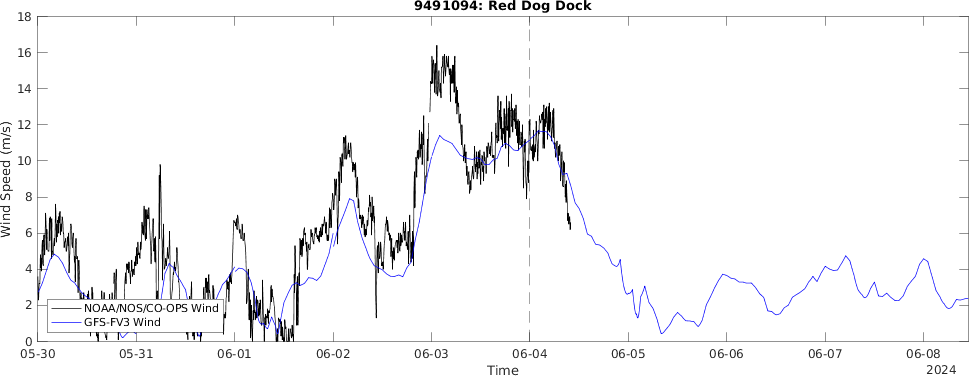 9491094: Red Dog Dock
18
16
14
12
10
8
6
4
2
0
Wind Speed (m/s)
NOAA/NOS/CO-OPS Wind
GFS-FV3 Wind
05-30 05-31 06-01 06-02 06-03 06-04 06-05 06-06 06-07 06-08
Time
2024